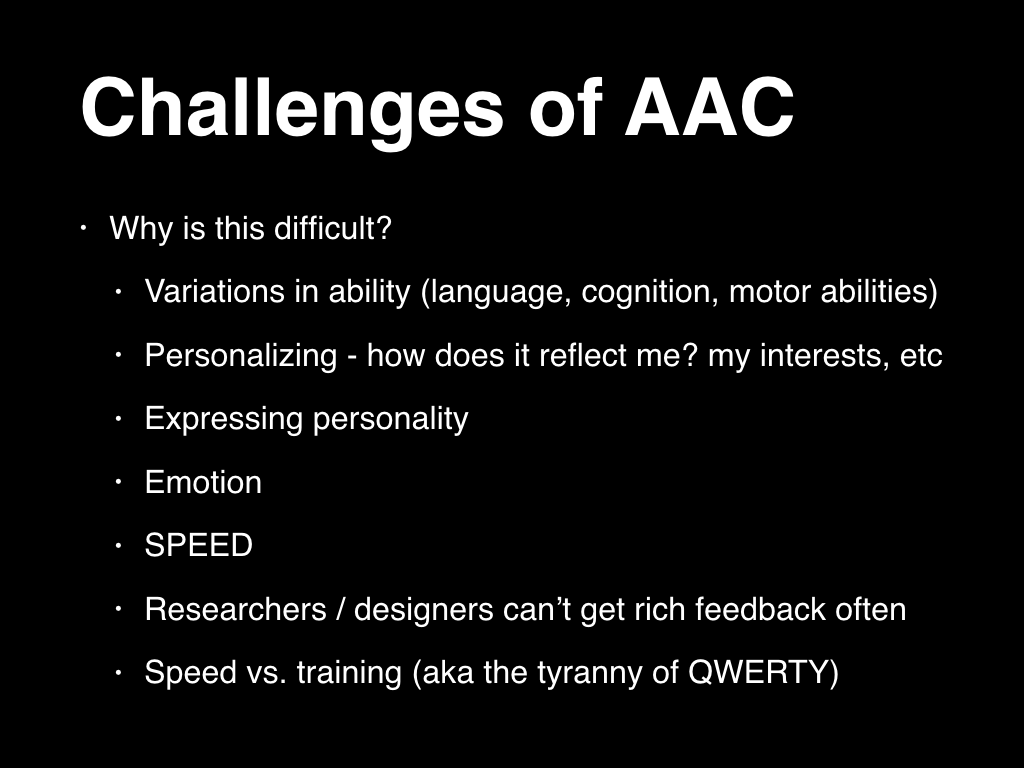 Challenges of AAC
• Why is this difficult?
• Variations in ability (language, cognition, motor abilities)
• Personalizing - how does it reflect me? my interests, etc
• Expressing personality
• Emotion
• SPEED
• Researchers / designers can’t get rich feedback often
• Speed vs. training (aka the tyranny of QWERTY)